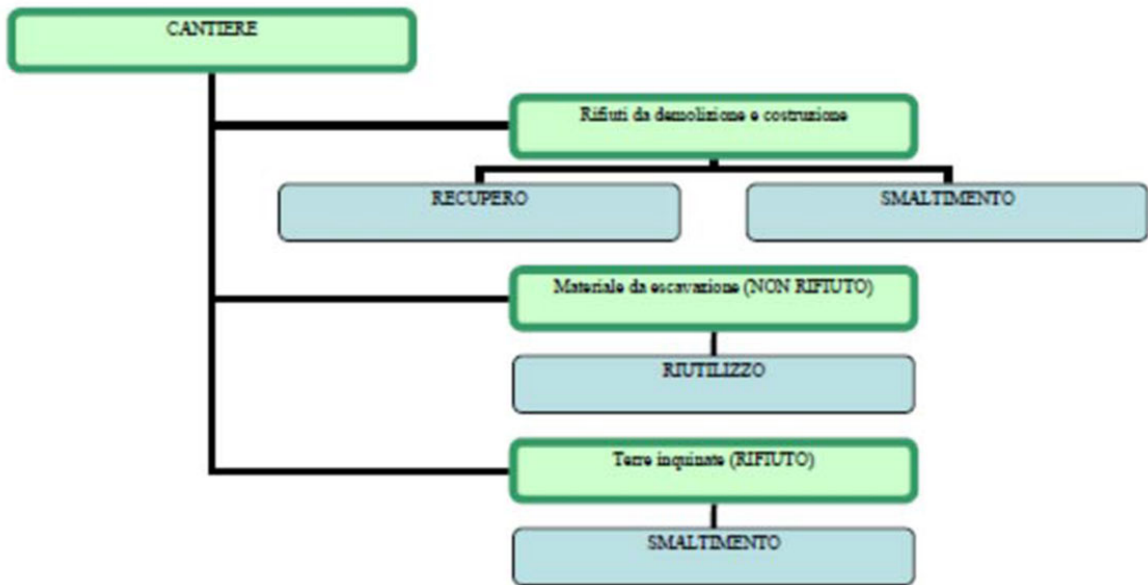 CANTIERE
Rifiuti da demolizione e costruzione
RECUPERO
SMALTIMENTO
Materiale da escavazione (NON RIFIUTO)
RIUTILIZZO
Terre inquinate (RIFIUTO)
SMALTIMENTO